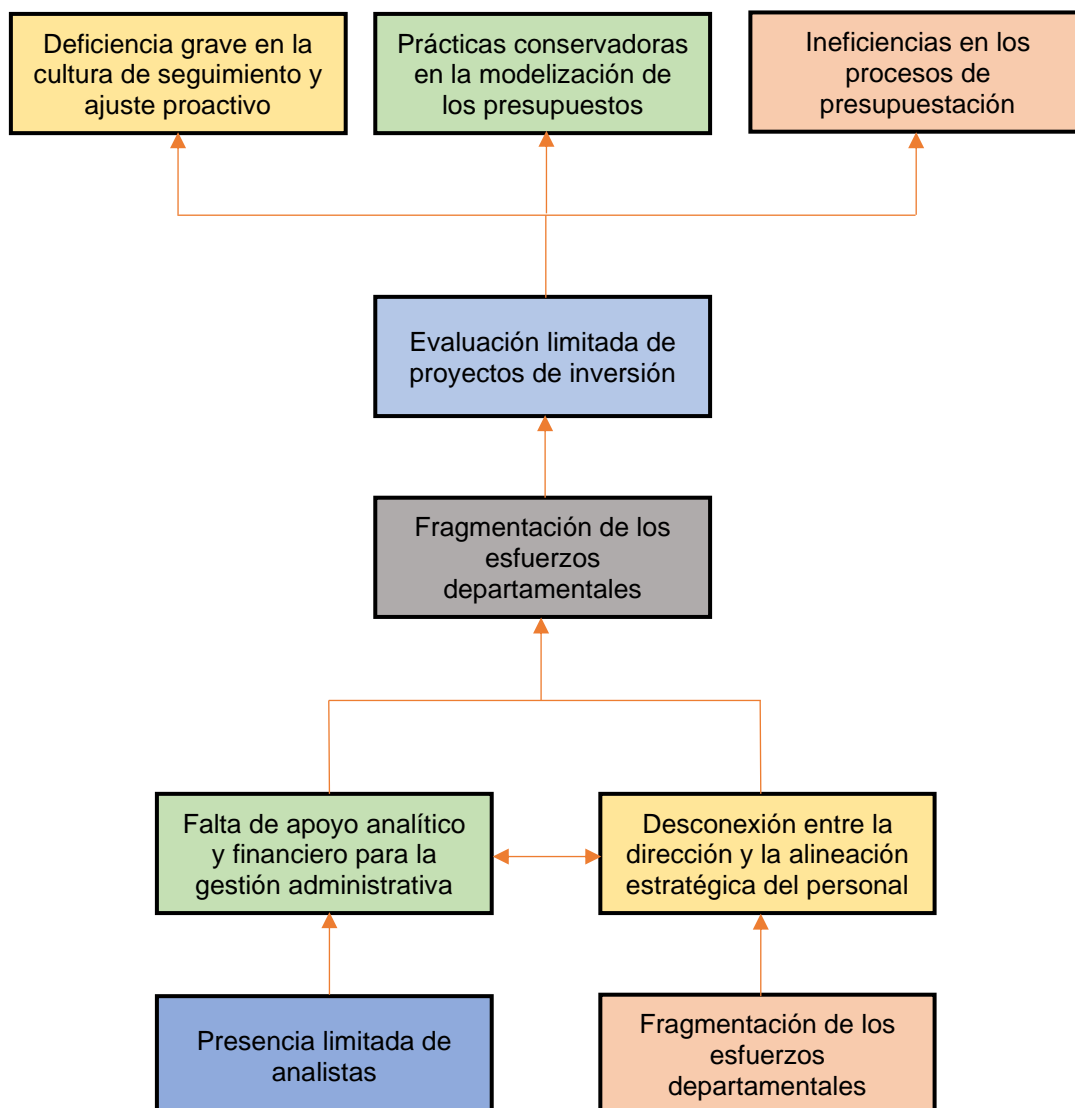 Deficiencia grave en la
cultura de seguimiento y
ajuste proactivo
Prácticas conservadoras
en la modelización de
los presupuestos
Ineficiencias en los
procesos de
presupuestación
Evaluación limitada de
proyectos de inversión
Fragmentación de los
esfuerzos
departamentales
Falta de apoyo analítico
y financiero para la
gestión administrativa
Desconexión entre la
dirección y la alineación
estratégica del personal
Presencia limitada de
analistas
Fragmentación de los
esfuerzos
departamentales